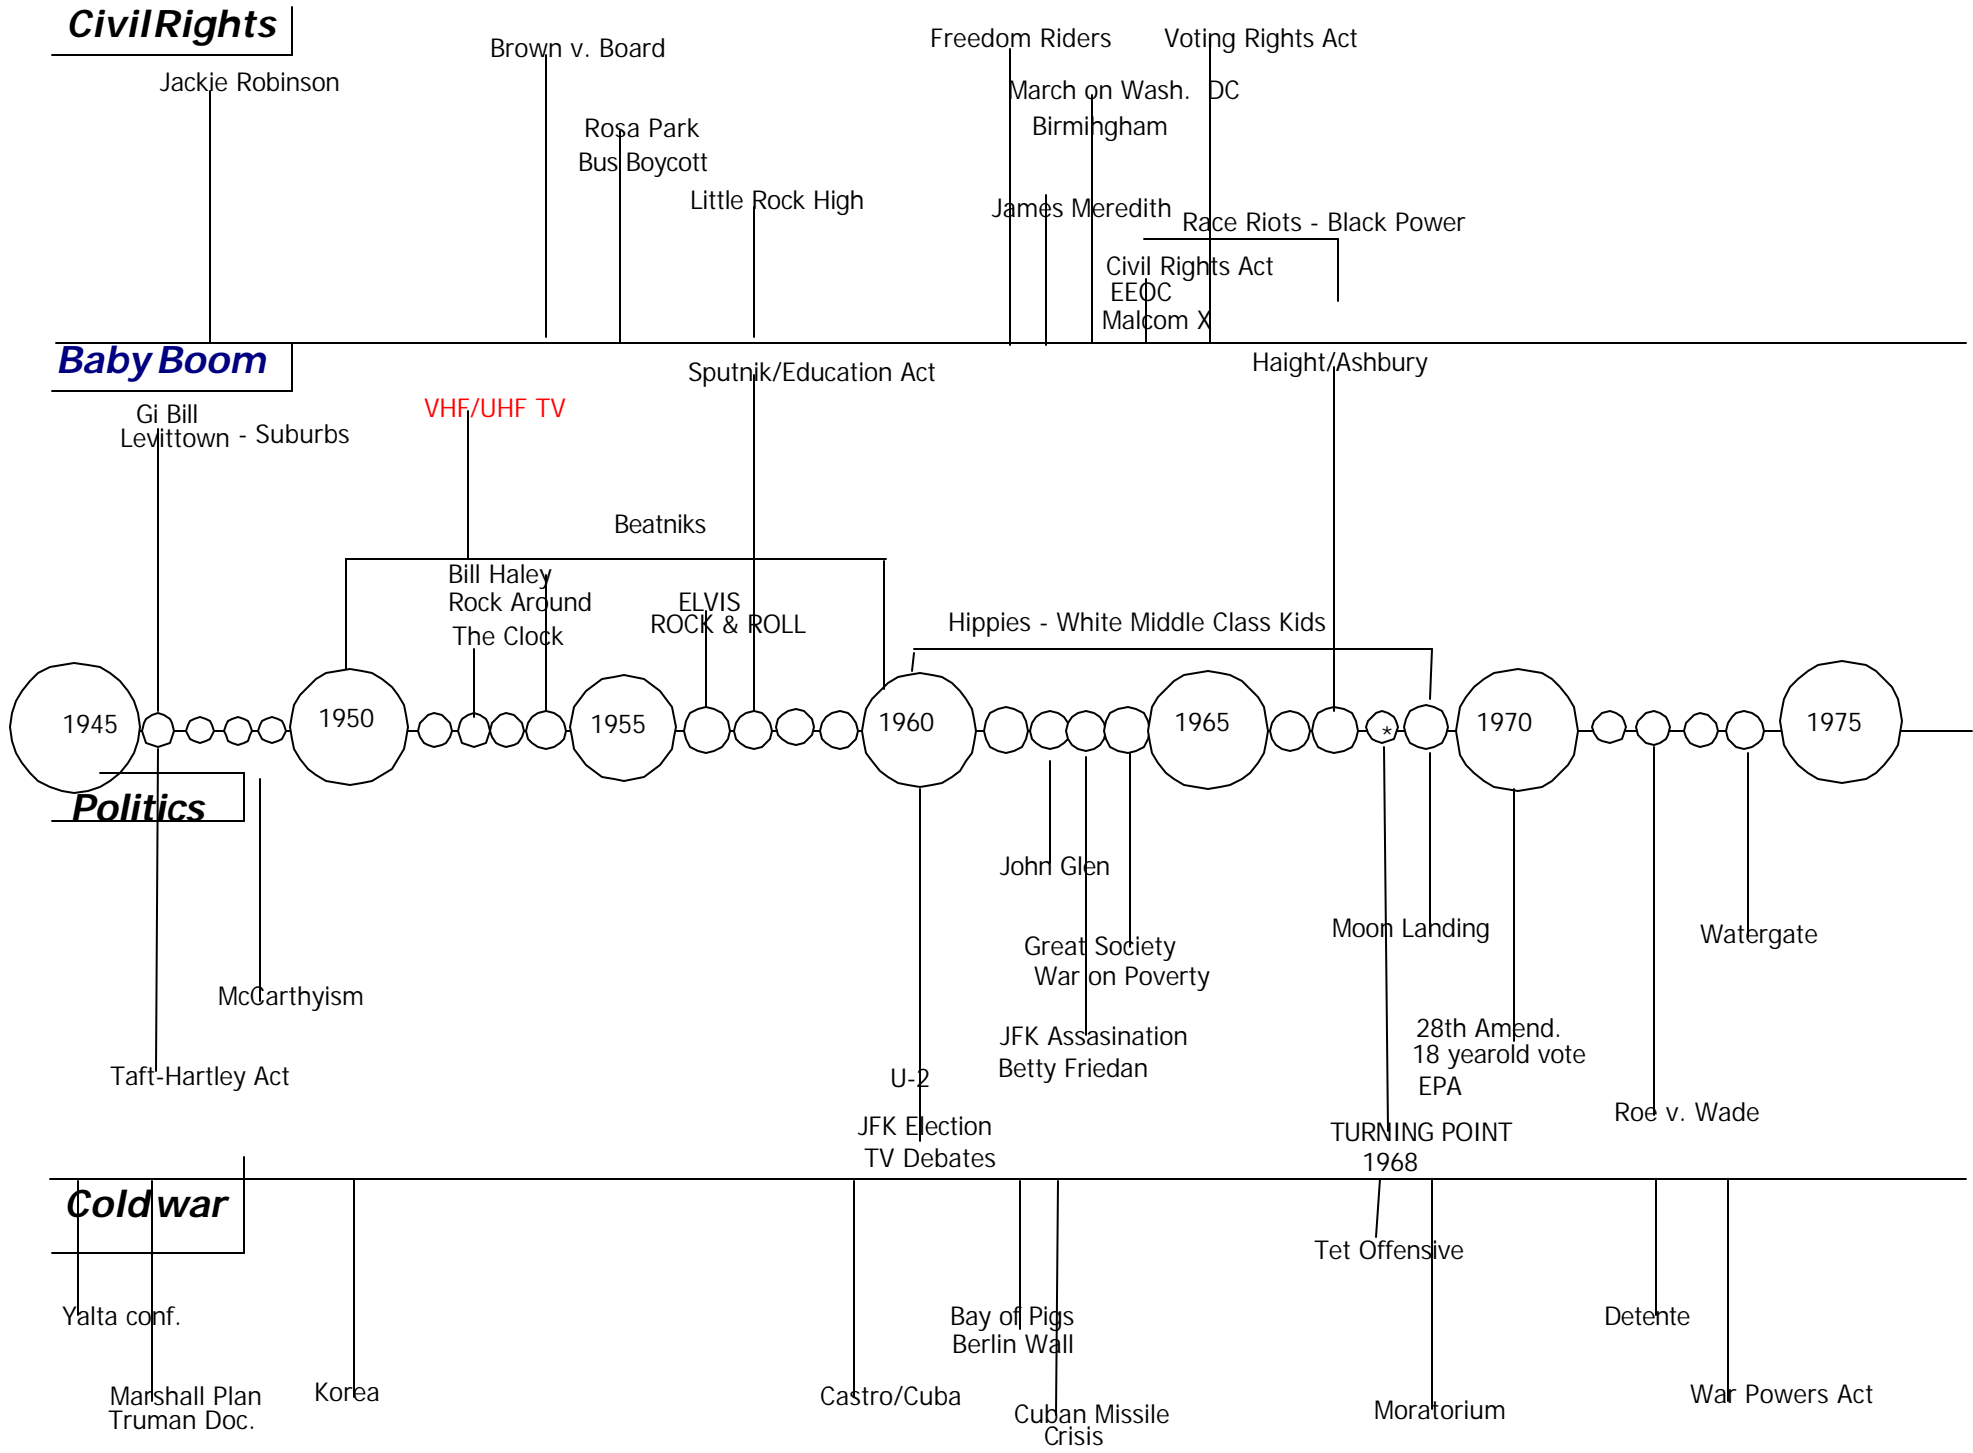 Civil Rights
Brown v. Board
Freedom Riders
Voting Rights Act
Jackie Robinson
March on Wash. DC
Rosa Park
Birmingham
Bus Boycott
Little Rock High
James Meredith
Race Riots - Black Power
Civil Rights Act
EEOC
Malcom X
Baby Boom
Sputnik/Education Act
Haight/Ashbury
Gi Bill
VHF/UHF TV
Levittown - Suburbs
Beatniks
Bill Haley
Rock Around
The Clock
ELVIS
ROCK & ROLL
Hippies - White Middle Class Kids
1945
1950
1955
1960
1965
*
1970
1975
Politics
John Glen
Moon Landing
Watergate
Great Society
War on Poverty
McCarthyism
JFK Assasination
Betty Friedan
28th Amend.
18 yearold vote
EPA
Taft-Hartley Act
U-2
Roe v. Wade
JFK Election
TV Debates
TURNING POINT
1968
Cold war
Tet Offensive
Yalta conf.
Bay of Pigs
Berlin Wall
Detente
Marshall Plan
Truman Doc.
Korea
Castro/Cuba
Cuban Missile
Crisis
Moratorium
War Powers Act